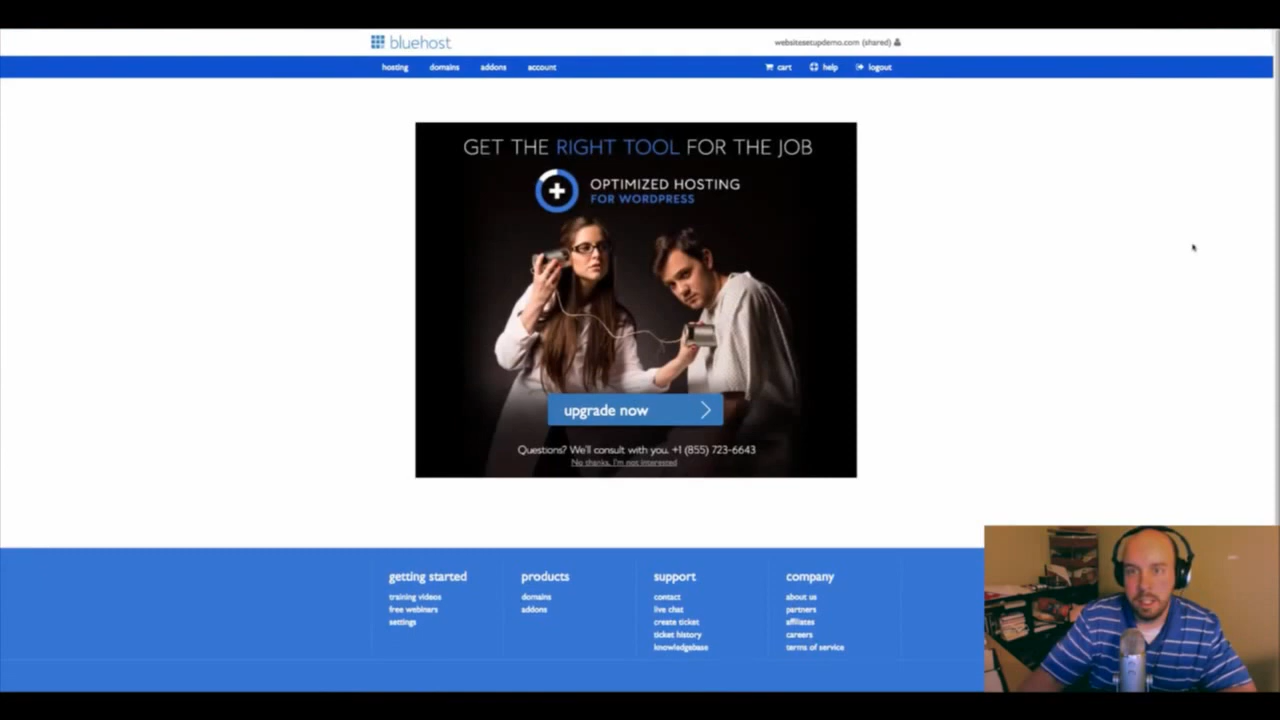 bluehost
websitesetupdemo.com (shared)
hosting domains addons account cart help logout
GET THE RIGHT TOOL FOR THE JOB
OPTIMIZED HOSTING
FOR WORDPRESS
upgrade now
Questions? We'll consult with you. +1 (855) 723-6643
No thanks, I'm not interested
getting started
training videos
free webinars
settings
products
domains
addons
support
contact
live chat
create ticket
ticket history
knowledgebase
company
about us
partners
affiliates
careers
terms of service